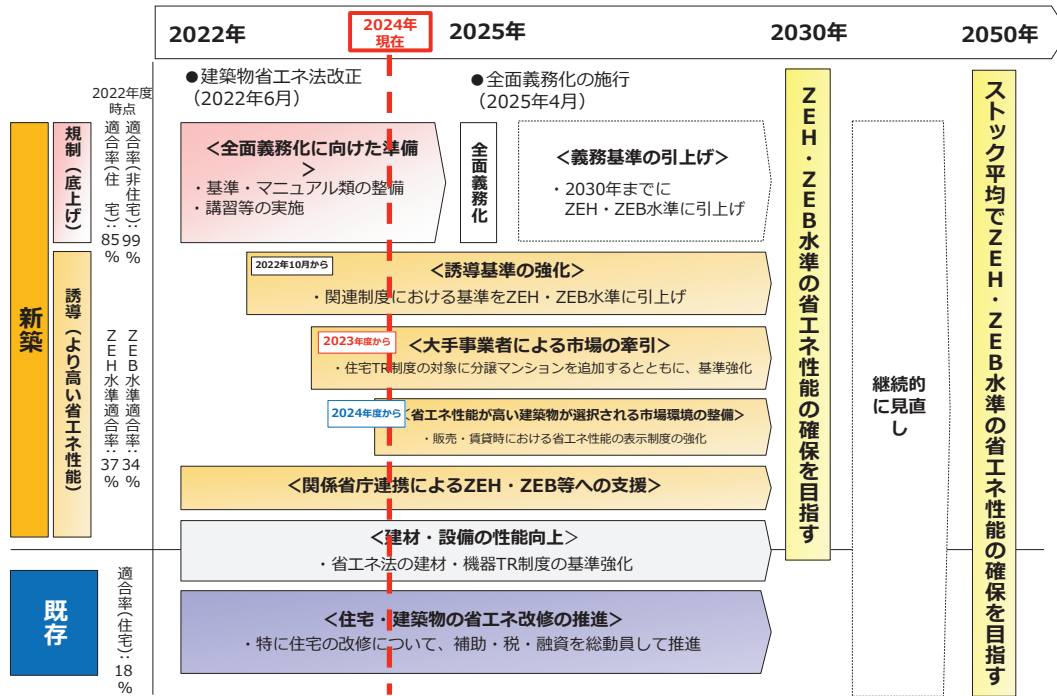 2022年
2024年
現在
2025年
2030年
2050年
●建築物省エネ法改正
(2022年6月)
●全面義務化の施行
(2025年4月)
2022年度
時点
新築
規制(底上げ)
適合率(住 宅):85%
適合率(非住宅):99%
<全面義務化に向けた準備
>
・基準・マニュアル類の整備
・講習等の実施
全面義務化
<義務基準の引上げ>
・2030年までに
ZEH・ZEB水準に引上げ
誘導(より高い省エネ性能)
ZEH水準適合率:37%
ZEB水準適合率:34%
2022年10月から
<誘導基準の強化>
・関連制度における基準をZEH・ZEB水準に引上げ
2023年度から
<大手事業者による市場の牽引>
・住宅TR制度の対象に分譲マンションを追加するとともに、基準強化
2024年度から
<省エネ性能が高い建築物が選択される市場環境の整備>
・販売・賃貸時における省エネ性能の表示制度の強化
<関係省庁連携によるZEH・ZEB等への支援>
<建材・設備の性能向上>
・省エネ法の建材・機器TR制度の基準強化
既存
適合率(住宅):18%
<住宅・建築物の省エネ改修の推進>
・特に住宅の改修について、補助・税・融資を総動員して推進
ZEH・ZEB水準の省エネ性能の確保を目指す
継続的
に見直
し
ストック平均でZEH・ZEB水準の省エネ性能の確保を目指す